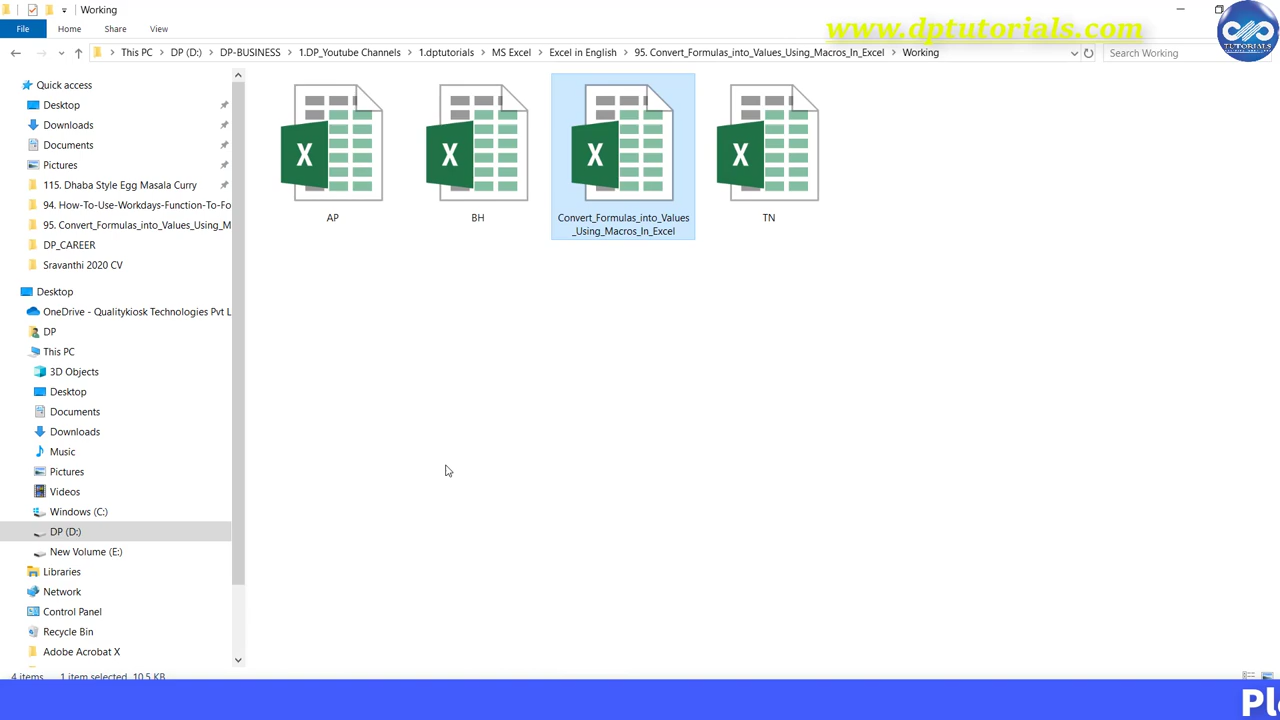 Working
www.dptutorials.com
TUTORIALS
File
Home
Share
View
This PC
DP (D:)
DP-BUSINESS
1.DP_Youtube Channels
1.dptutorials
MS Excel
Excel in English
95. Convert_Formulas_into_Values_Using_Macros_In_Excel
Working
Search Working
Quick access
Desktop
Downloads
Documents
Pictures
115. Dhaba Style Egg Masala Curry
94. How-To-Use-Workdays-Function-To-Fo
95. Convert_Formulas_into_Values_Using_M
DP_CAREER
Sravanthi 2020 CV
Desktop
OneDrive - Qualitykiosk Technologies Pvt L
DP
This PC
3D Objects
Desktop
Documents
Downloads
Music
Pictures
Videos
Windows (C:)
DP (D:)
New Volume (E:)
Libraries
Network
Control Panel
Recycle Bin
Adobe Acrobat X
X
AP
X
BH
X
Convert_Formulas_into_Values
_Using_Macros_In_Excel
X
TN
4 items
1 item selected 10.5 KB
Pl